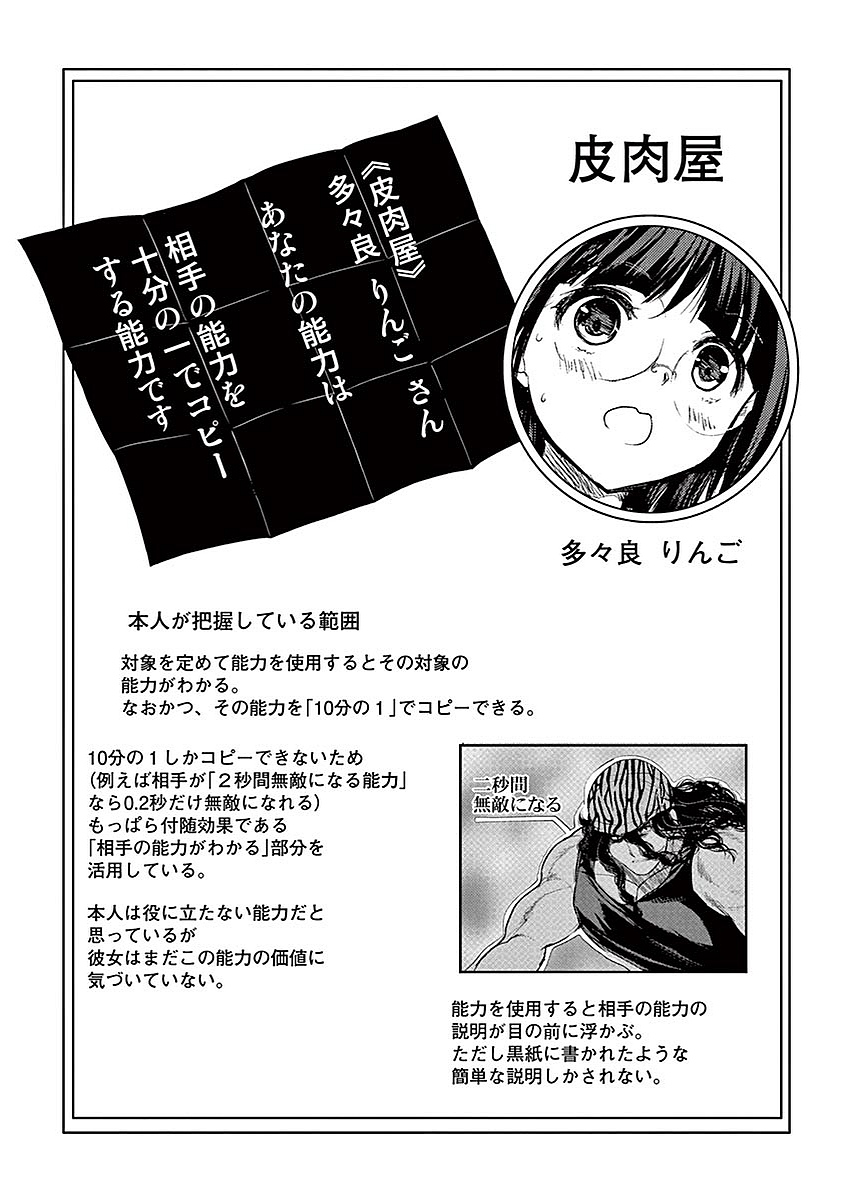 皮肉屋
《皮肉屋》
多々良 りんご さん
あなたの能力は
相手の能力を
十分の一でコピー
する能力です
多々良 りんご
本人が把握している範囲
対象を定めて能力を使用するとその対象の
能力がわかる。
なおかつ、その能力を「10分の1」でコピーできる。
10分の1しかコピーできないため
(例えば相手が「2秒間無敵になる能力」
なら0.2秒だけ無敵になれる)
もっぱら付随効果である
「相手の能力がわかる」部分を
活用している。
本人は役に立たない能力だと
思っているが
彼女はまだこの能力の価値に
気づいていない。
二秒間
無敵になる
能力を使用すると相手の能力の
説明が目の前に浮かぶ。
ただし黒紙に書かれたような
簡単な説明しかされない。